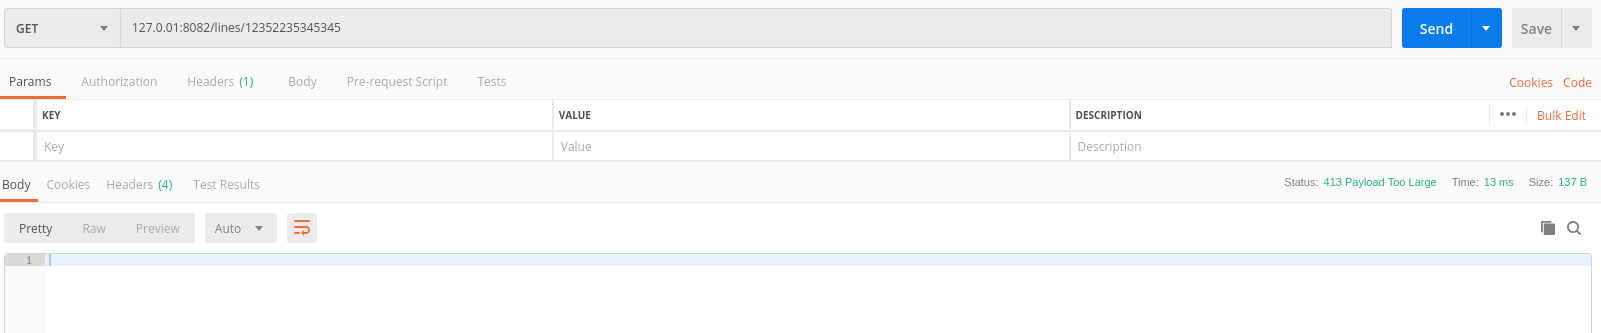 GET 127.0.01:8082/lines/12352235345345 Send Save
Params Authorization Headers (1) Body Pre-request Script Tests Cookies Code
KEY VALUE DESCRIPTION Bulk Edit
Key Value Description
Body Cookies Headers (4) Test Results Status: 413 Payload Too Large Time: 13 ms Size: 137 B
Pretty Raw Preview Auto
1